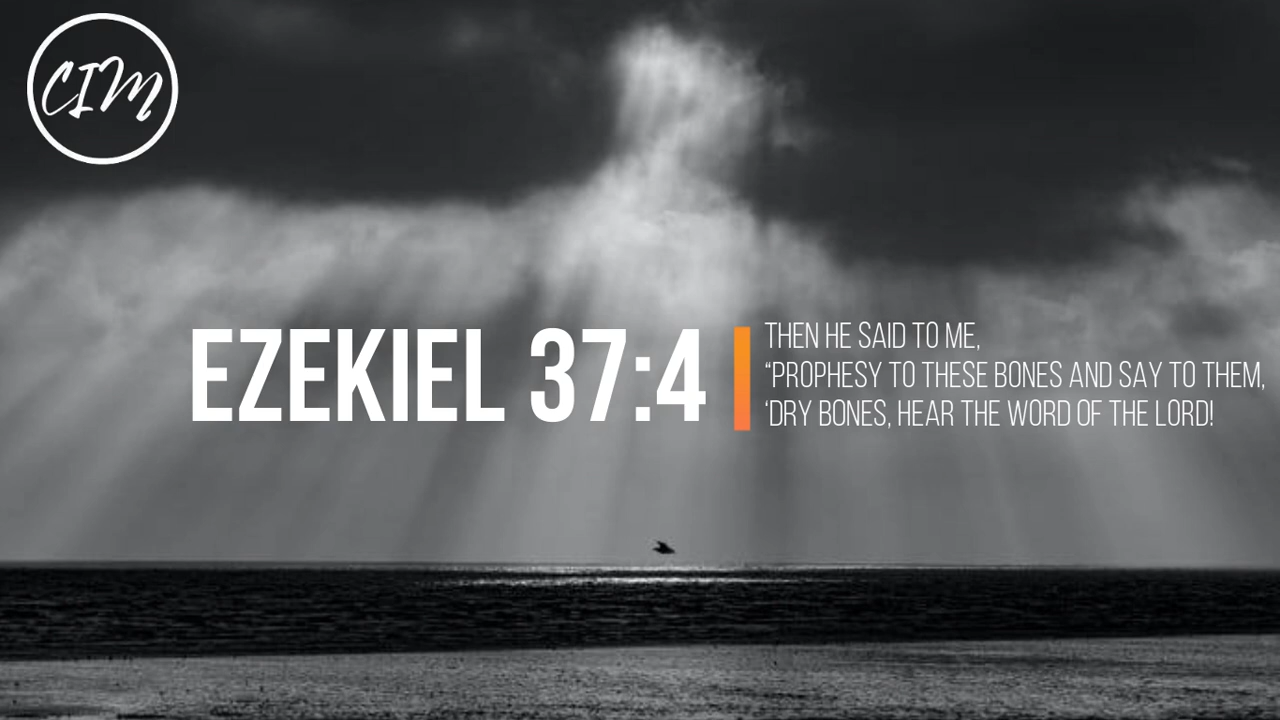 CIM
EZEKIEL 37:4
THEN HE SAID TO ME,
“PROPHESY TO THESE BONES AND SAY TO THEM,
‘DRY BONES, HEAR THE WORD OF THE LORD!